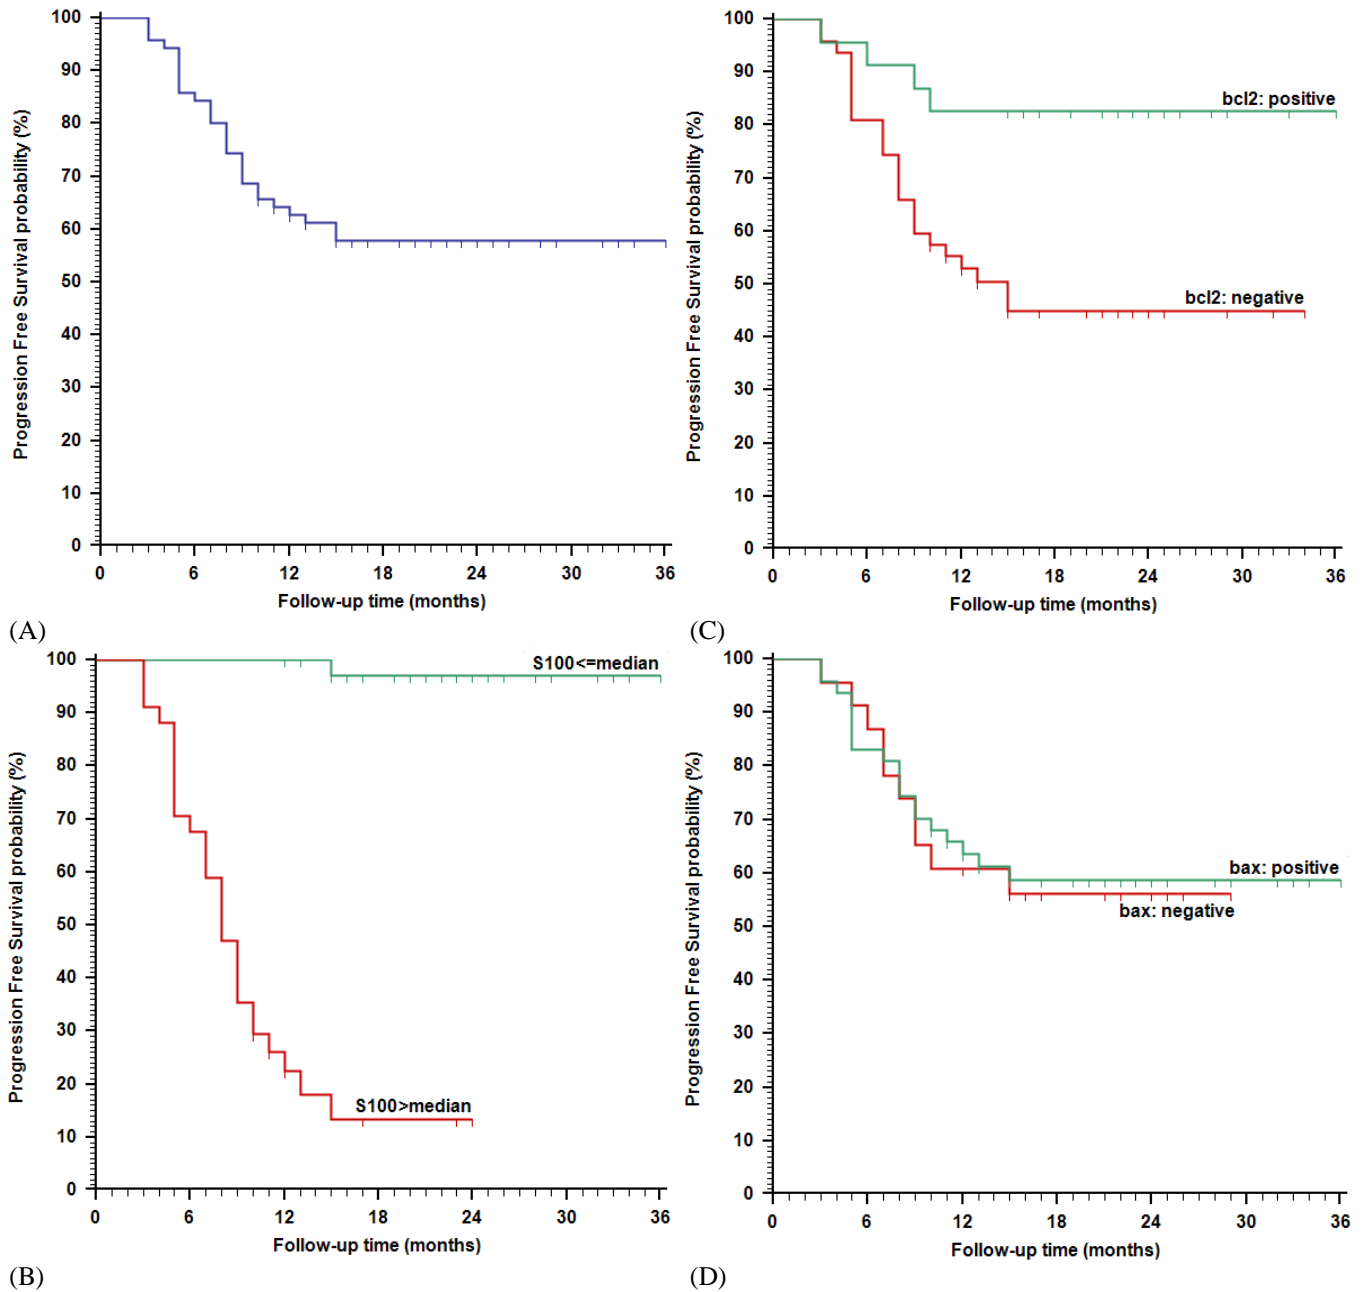 Progression Free Survival probability (%)
100
90
80
70
60
50
40
30
20
10
0
0 6 12 18 24 30 36
Follow-up time (months)
(A)
Progression Free Survival probability (%)
100
90
80
70
60
50
40
30
20
10
0
bcl2: positive
bcl2: negative
0 6 12 18 24 30 36
Follow-up time (months)
(C)
Progression Free Survival probability (%)
100
90
80
70
60
50
40
30
20
10
0
S100<=median
S100>median
0 6 12 18 24 30 36
Follow-up time (months)
(B)
Progression Free Survival probability (%)
100
90
80
70
60
50
40
30
20
10
0
bax: positive
bax: negative
0 6 12 18 24 30 36
Follow-up time (months)
(D)